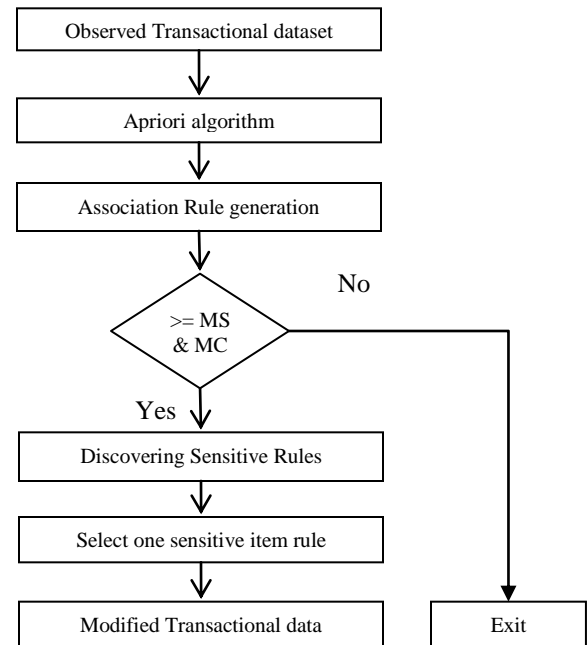 Observed Transactional dataset
Apriori algorithm
Association Rule generation
No
>= MS
& MC
Yes
Discovering Sensitive Rules
Select one sensitive item rule
Modified Transactional data
Exit